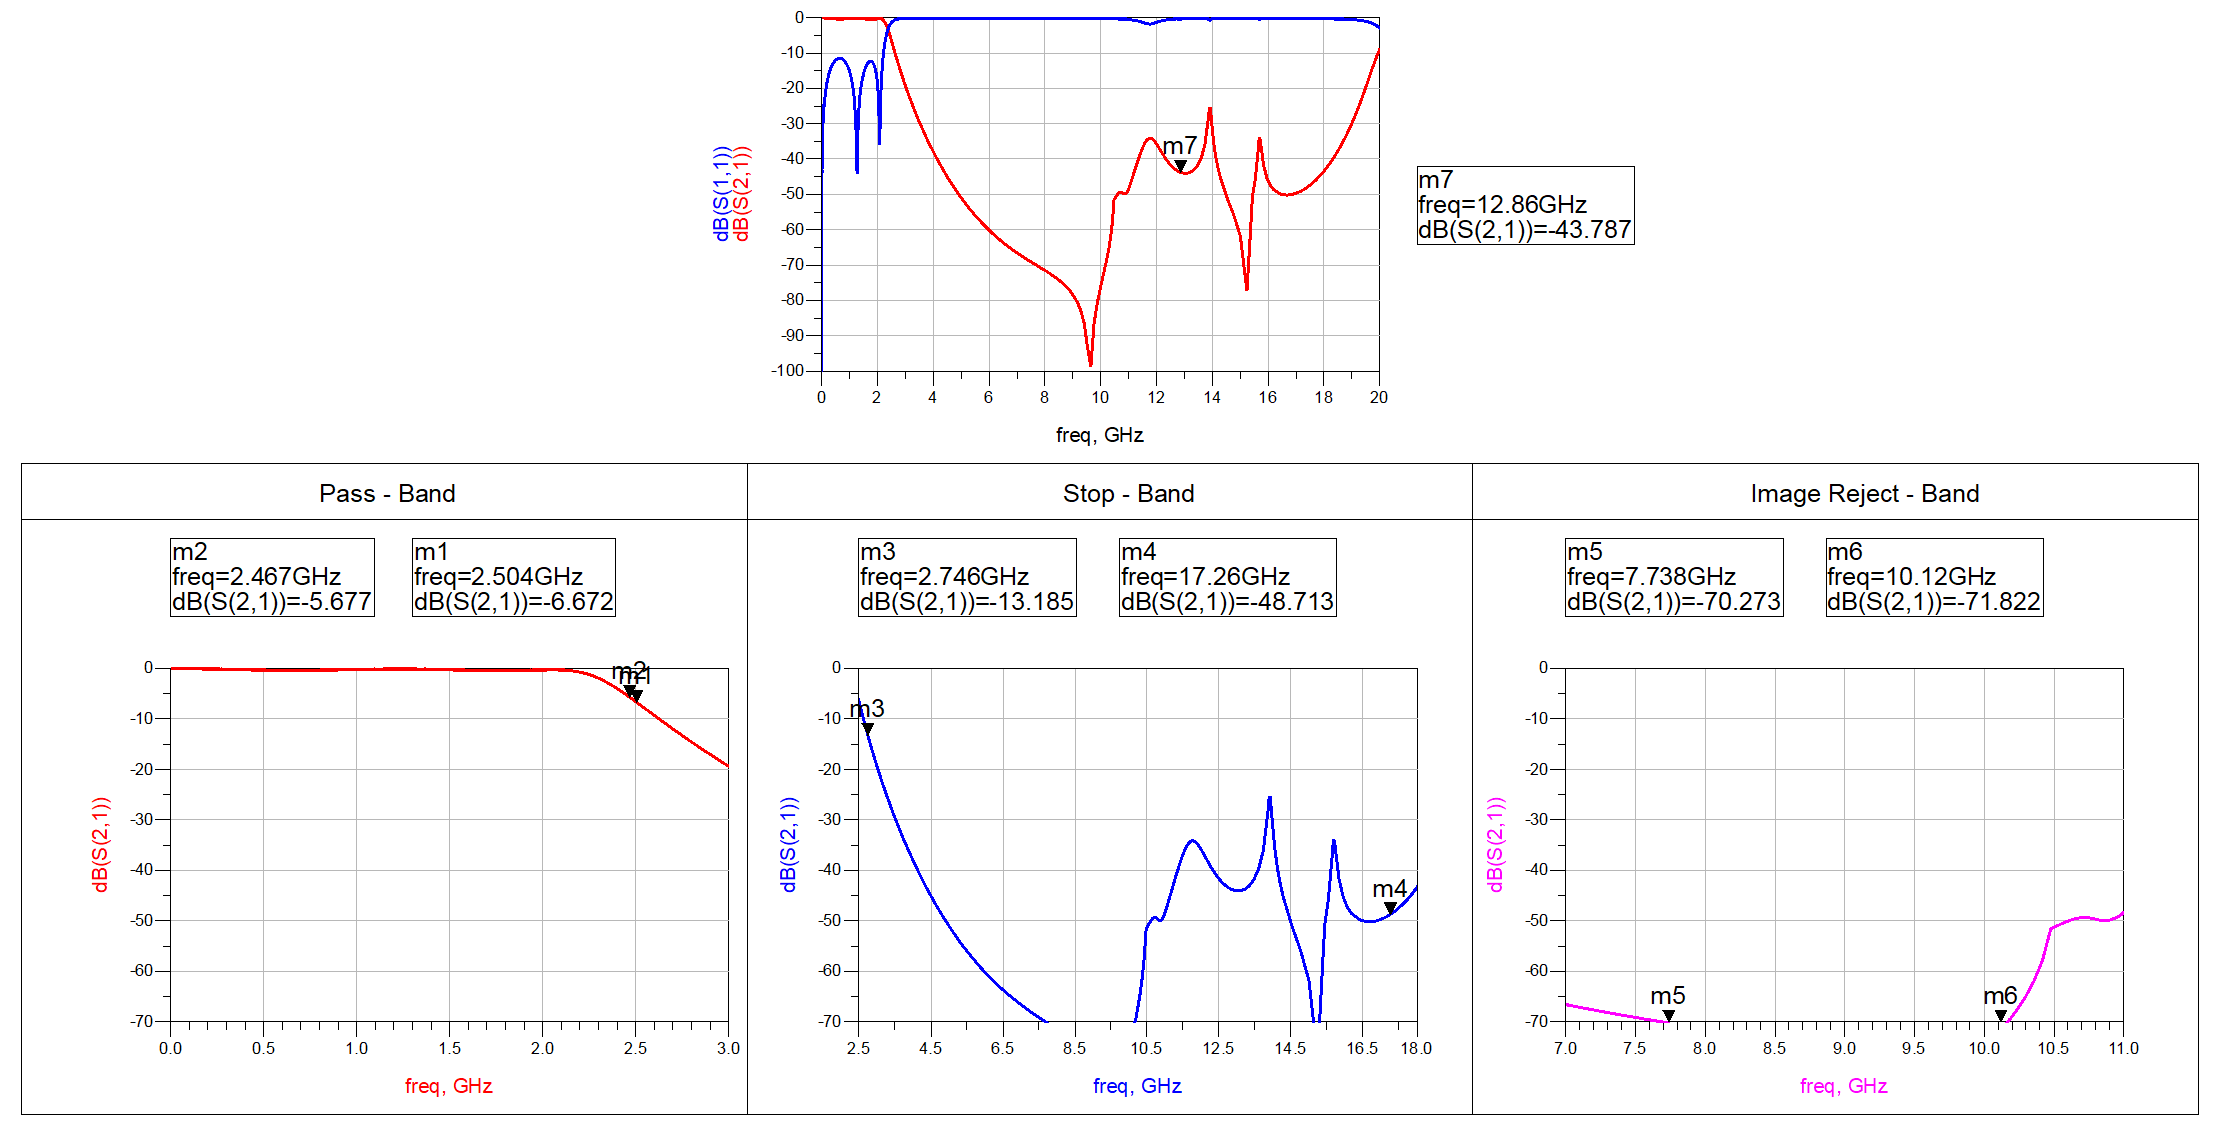 0
-10
-20
-30
-40
-50
-60
-70
-80
-90
-100
dB(S(1,1))
dB(S(2,1))
m7
0 2 4 6 8 10 12 14 16 18 20
freq, GHz
m7
freq=12.86GHz
dB(S(2,1))=-43.787
Pass - Band
Stop - Band
Image Reject - Band
m2
freq=2.467GHz
dB(S(2,1))=-5.677
m1
freq=2.504GHz
dB(S(2,1))=-6.672
0
-10
-20
-30
-40
-50
-60
-70
dB(S(2,1))
m2
m1
0.0 0.5 1.0 1.5 2.0 2.5 3.0
freq, GHz
m3
freq=2.746GHz
dB(S(2,1))=-13.185
m4
freq=17.26GHz
dB(S(2,1))=-48.713
0
-10
-20
-30
-40
-50
-60
-70
dB(S(2,1))
m3
m4
2.5 4.5 6.5 8.5 10.5 12.5 14.5 16.5 18.0
freq, GHz
m5
freq=7.738GHz
dB(S(2,1))=-70.273
m6
freq=10.12GHz
dB(S(2,1))=-71.822
0
-10
-20
-30
-40
-50
-60
-70
dB(S(2,1))
m5
m6
7.0 7.5 8.0 8.5 9.0 9.5 10.0 10.5 11.0
freq, GHz